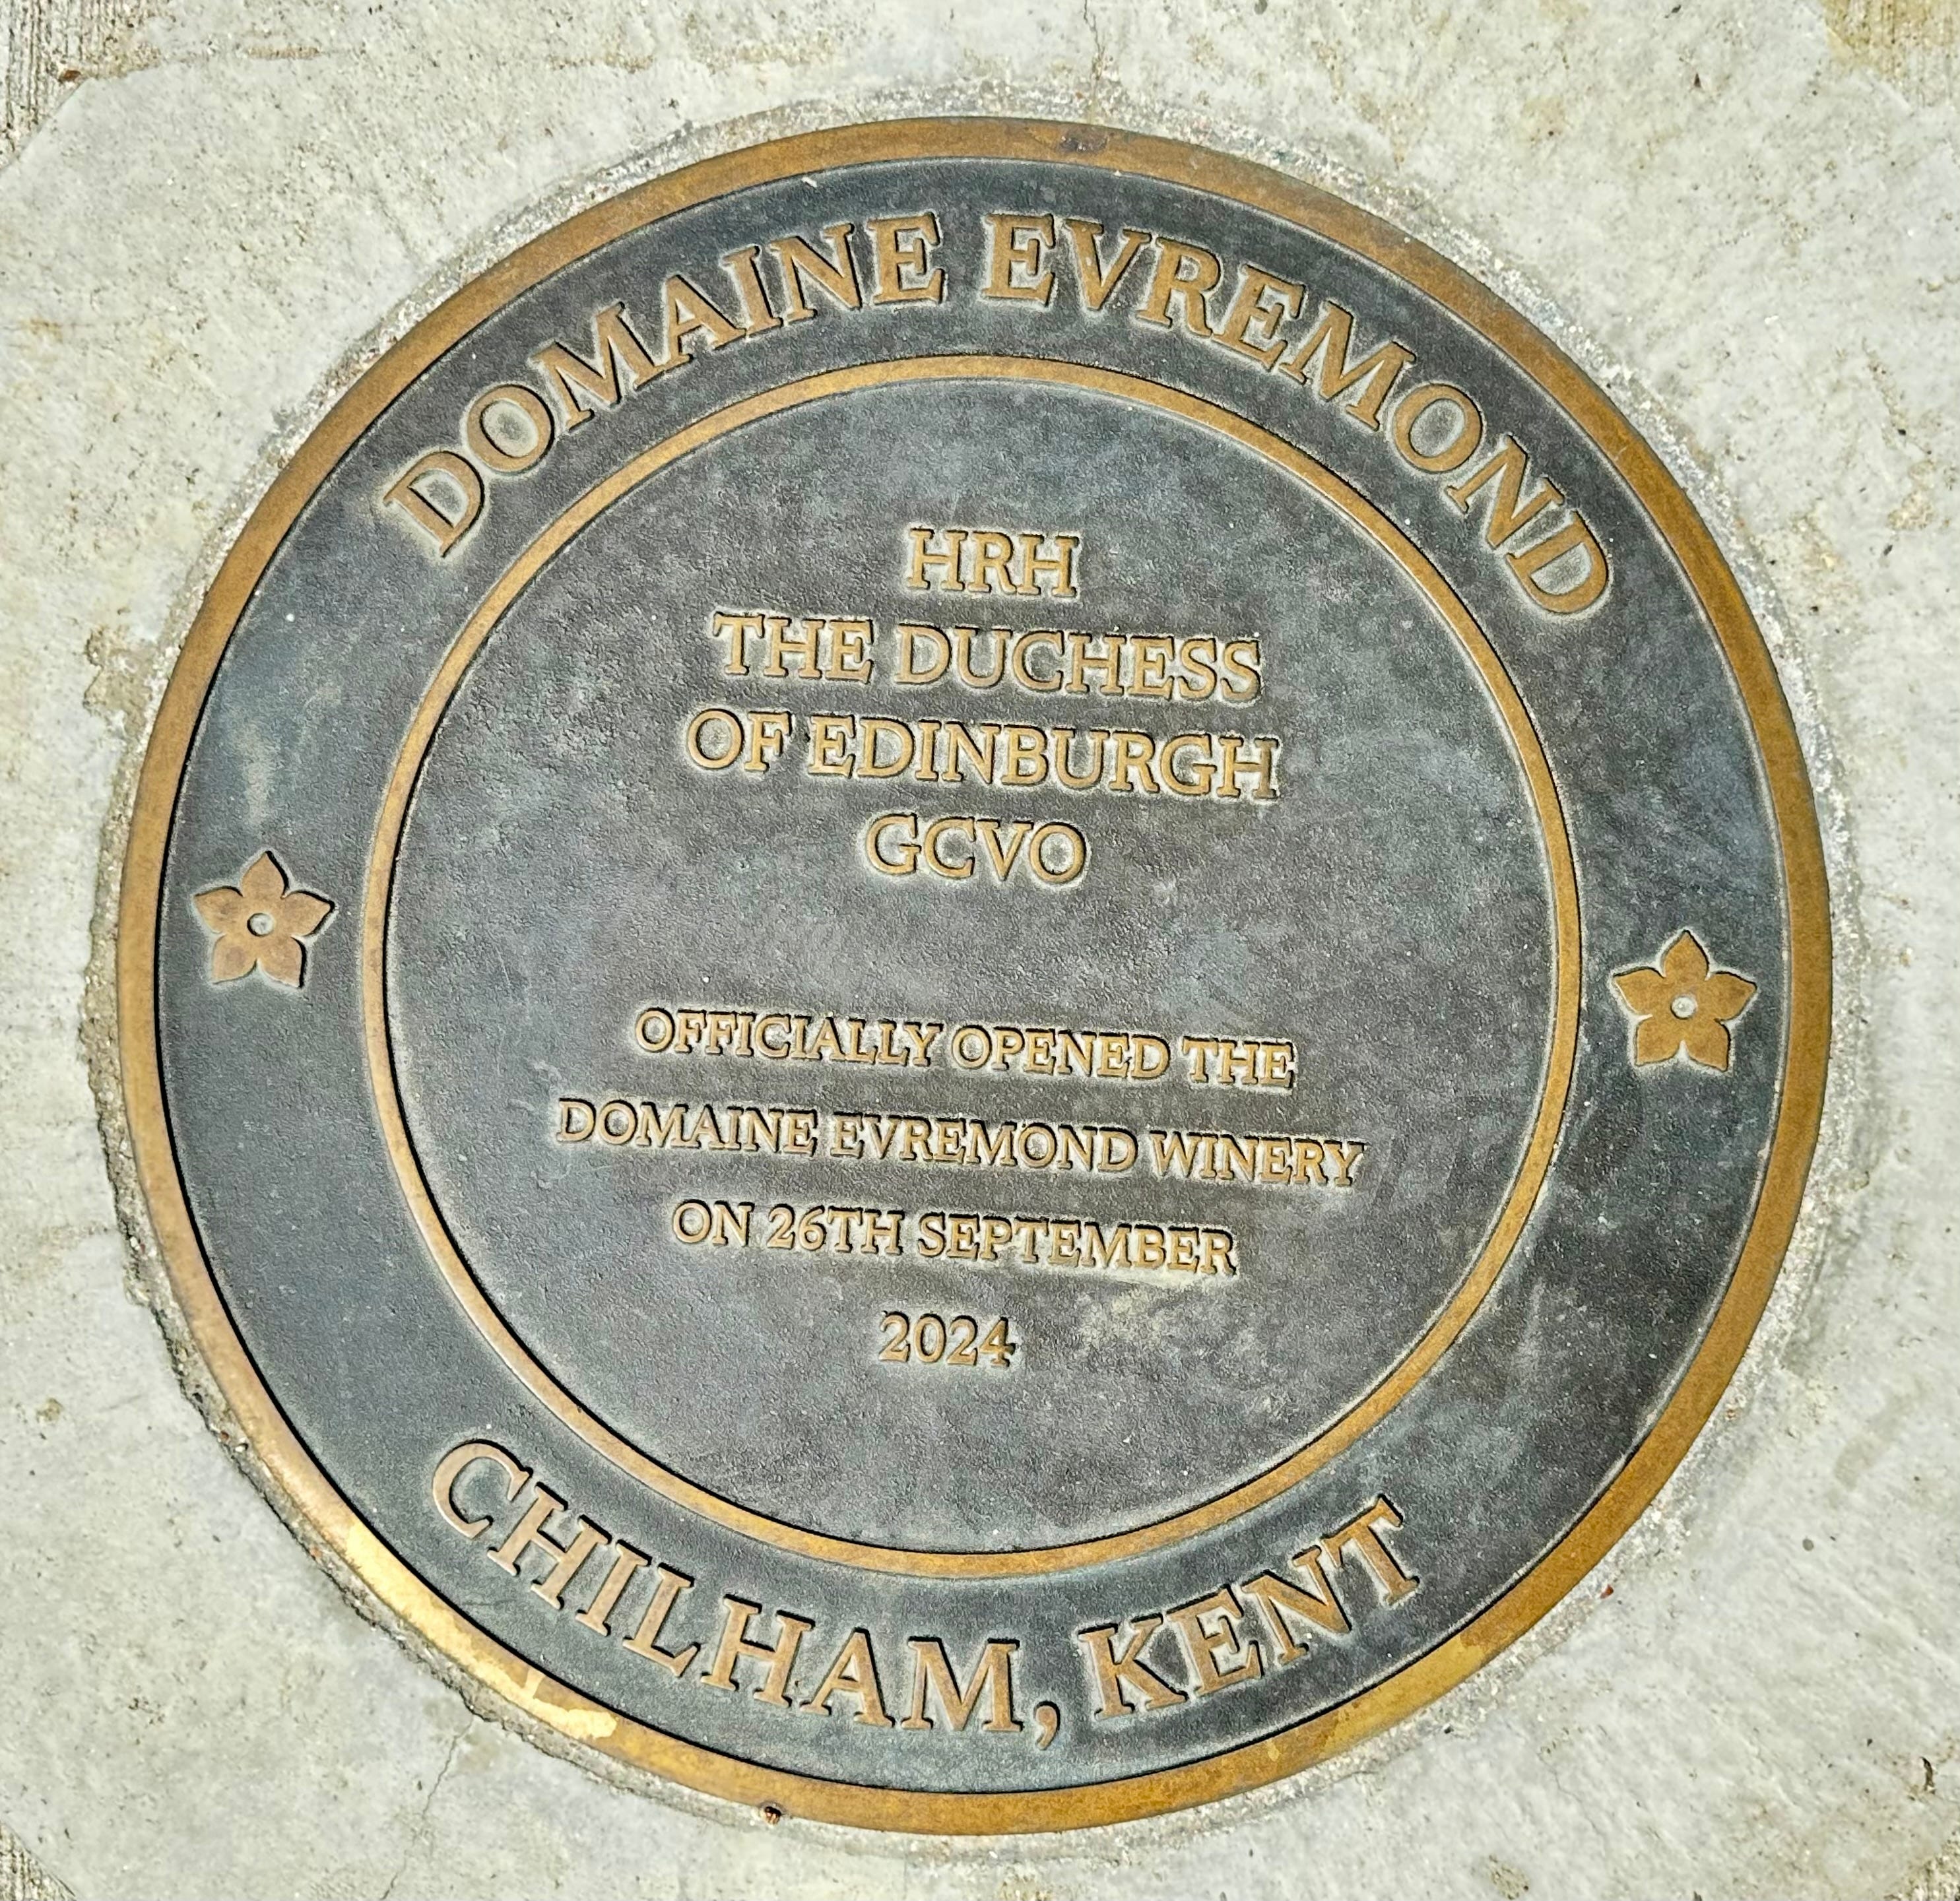 DOMAINE EVREMOND
HRH
THE DUCHESS
OF EDINBURGH
GCVO
OFFICIALLY OPENED THE
DOMAINE EVREMOND WINERY
ON 26TH SEPTEMBER
2024
CHILHAM, KENT